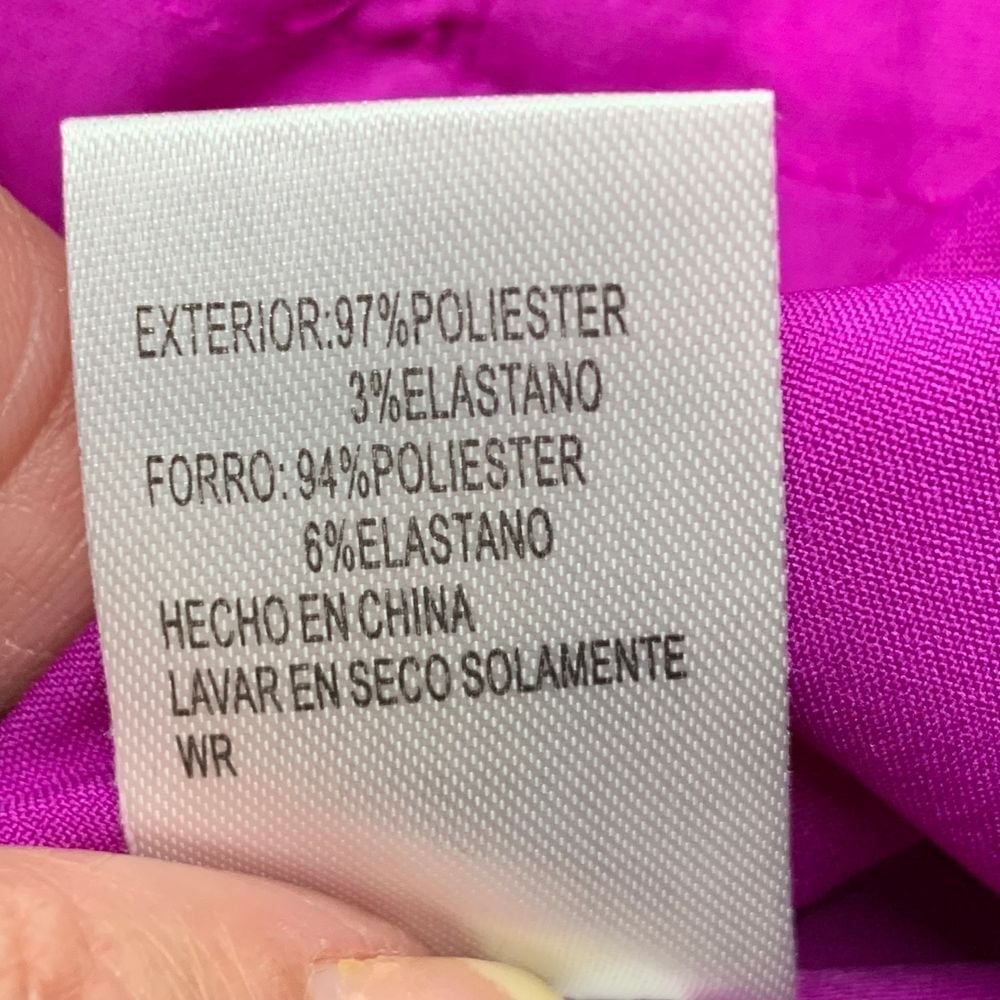 EXTERIOR:97%POLIESTER
3%ELASTANO
FORRO: 94%POLIESTER
6%ELASTANO
HECHO EN CHINA
LAVAR EN SECO SOLAMENTE
WR